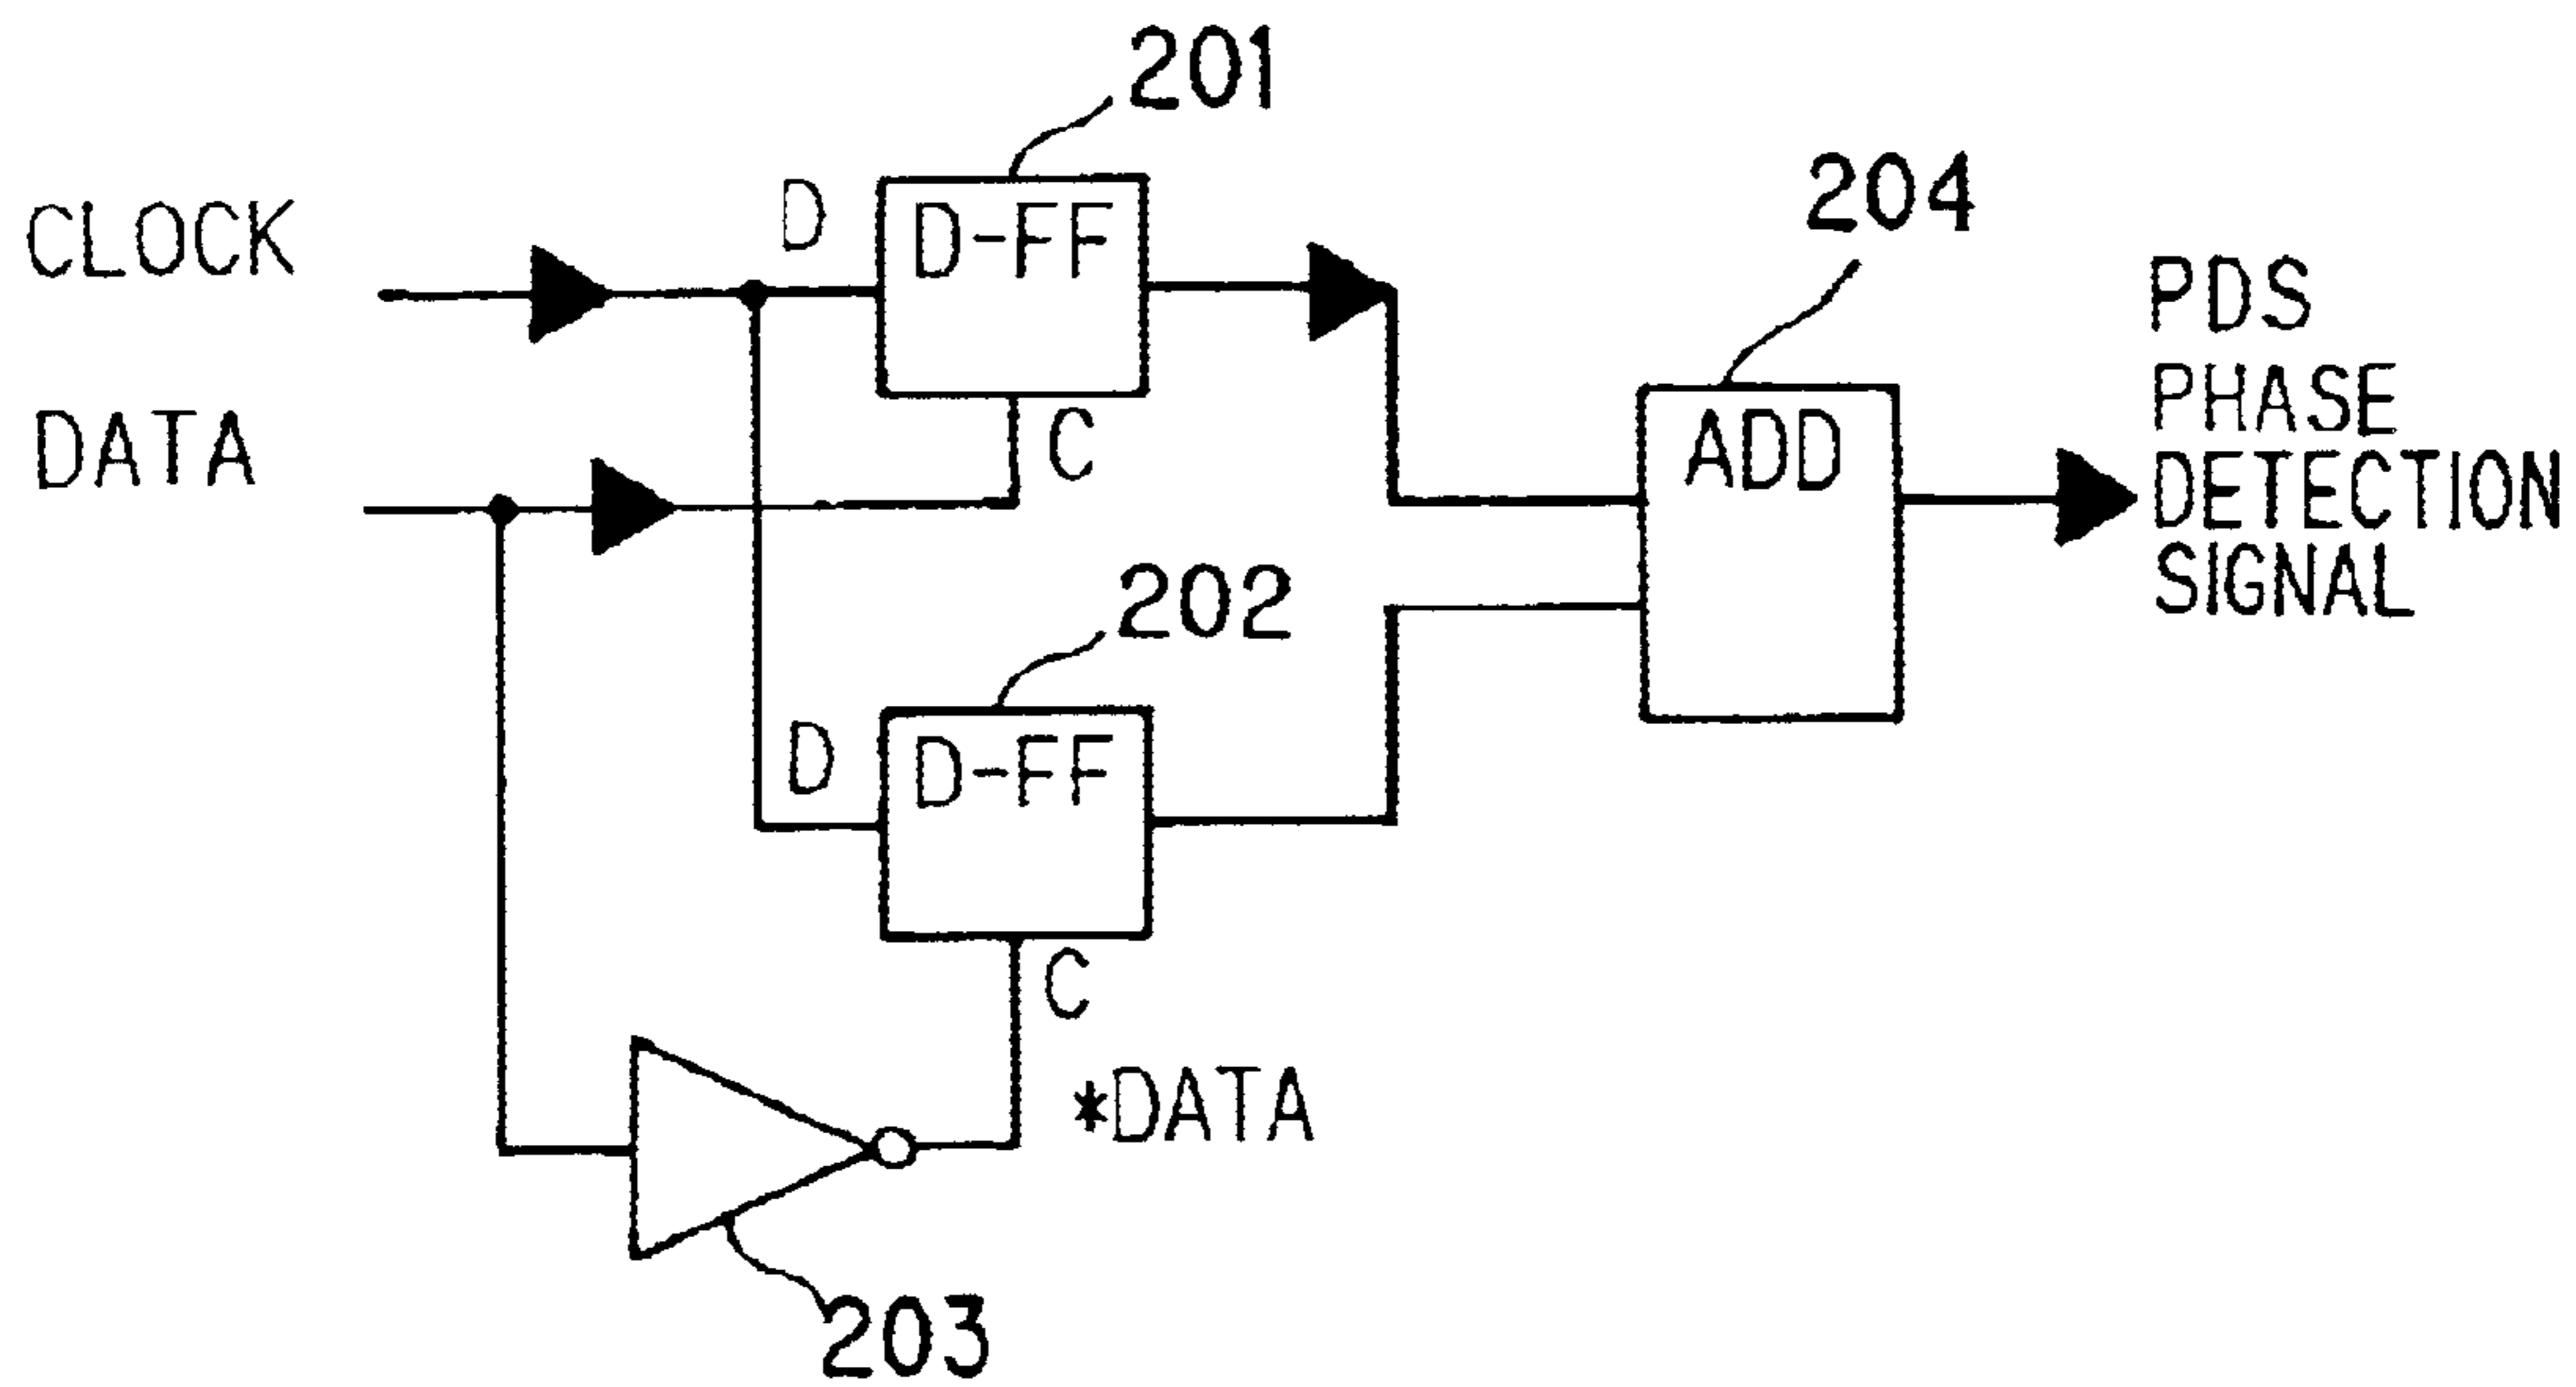 201
204
CLOCK
D
D-FF
PDS
PHASE
DETECTION
SIGNAL
DATA
C
ADD
202
D
D-FF
C
*DATA
203